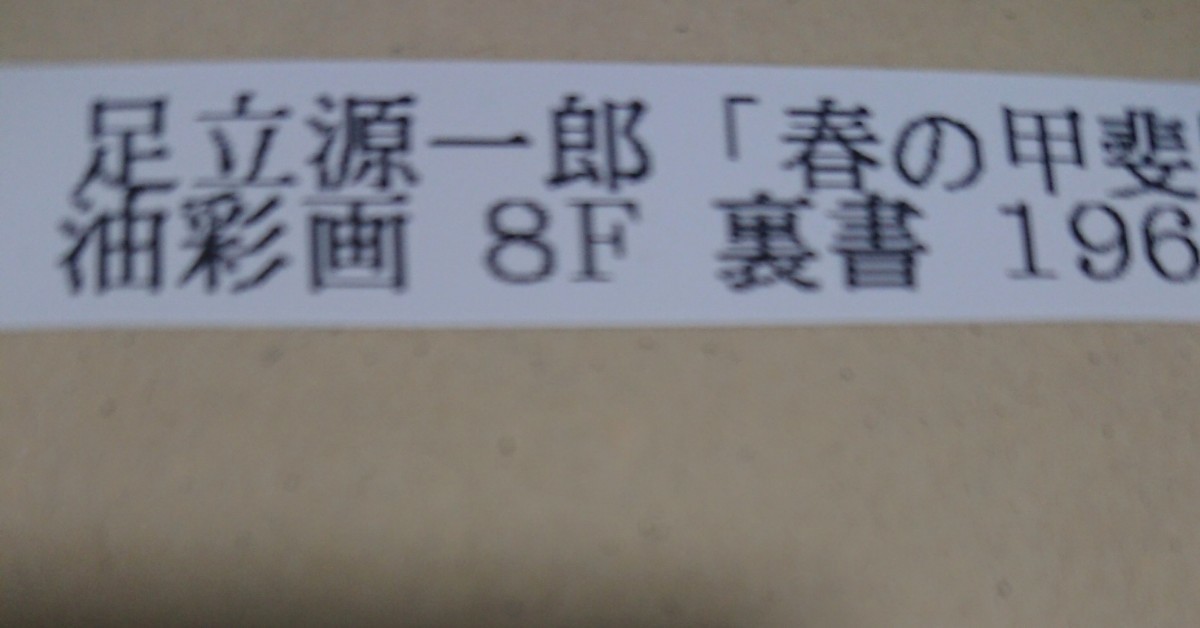 足立源一郎 「春の甲斐
油彩画 8F 裏書 196